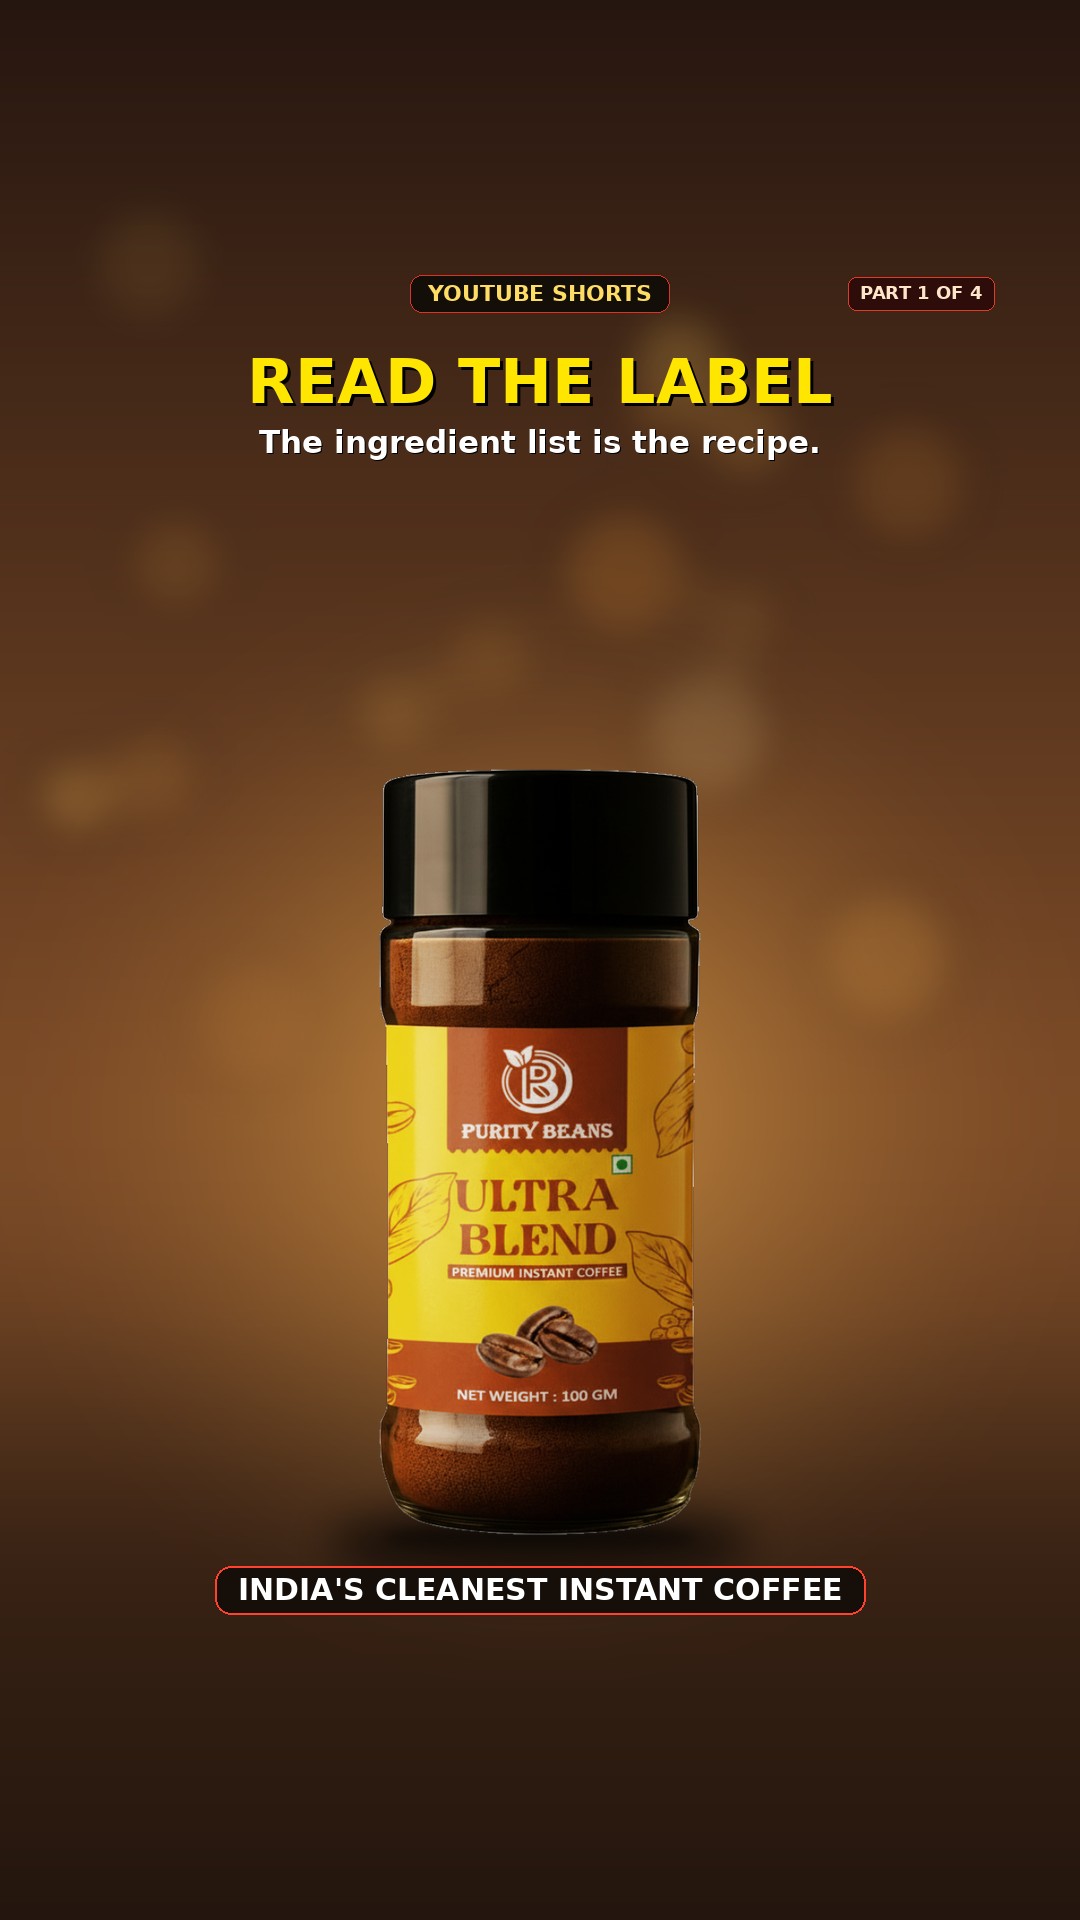 YOUTUBE SHORTS
PART 1 OF 4
READ THE LABEL
The ingredient list is the recipe.
PURITY BEANS
ULTRA
BLEND
PREMIUM INSTANT COFFEE
NET WEIGHT : 100 GM
INDIA'S CLEANEST INSTANT COFFEE